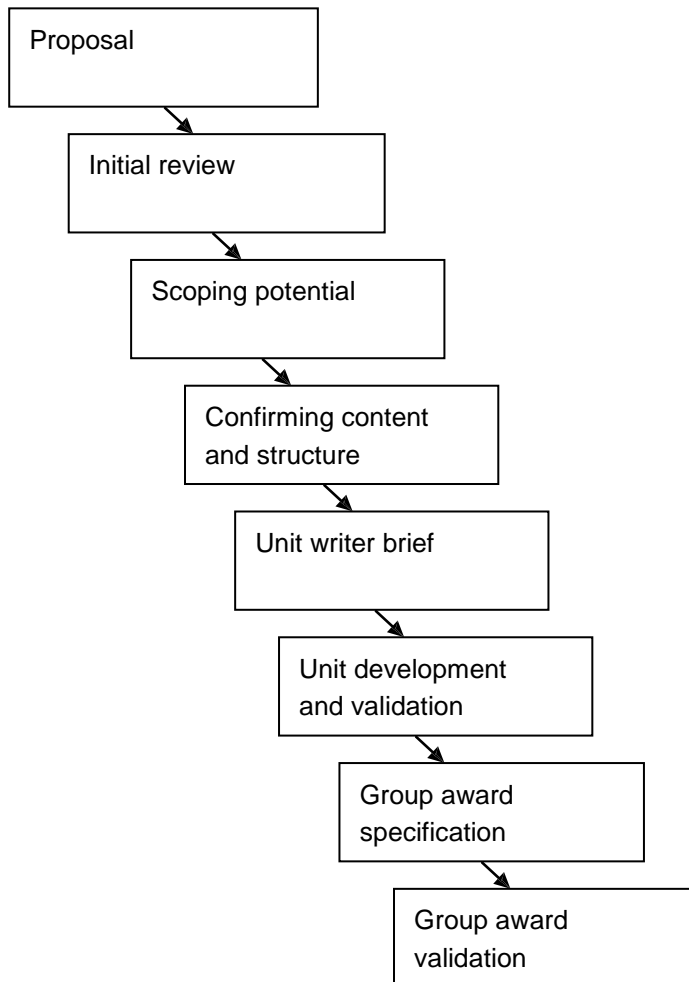 Proposal
Initial review
Scoping potential
Confirming content
and structure
Unit writer brief
Unit development
and validation
Group award
specification
Group award
validation